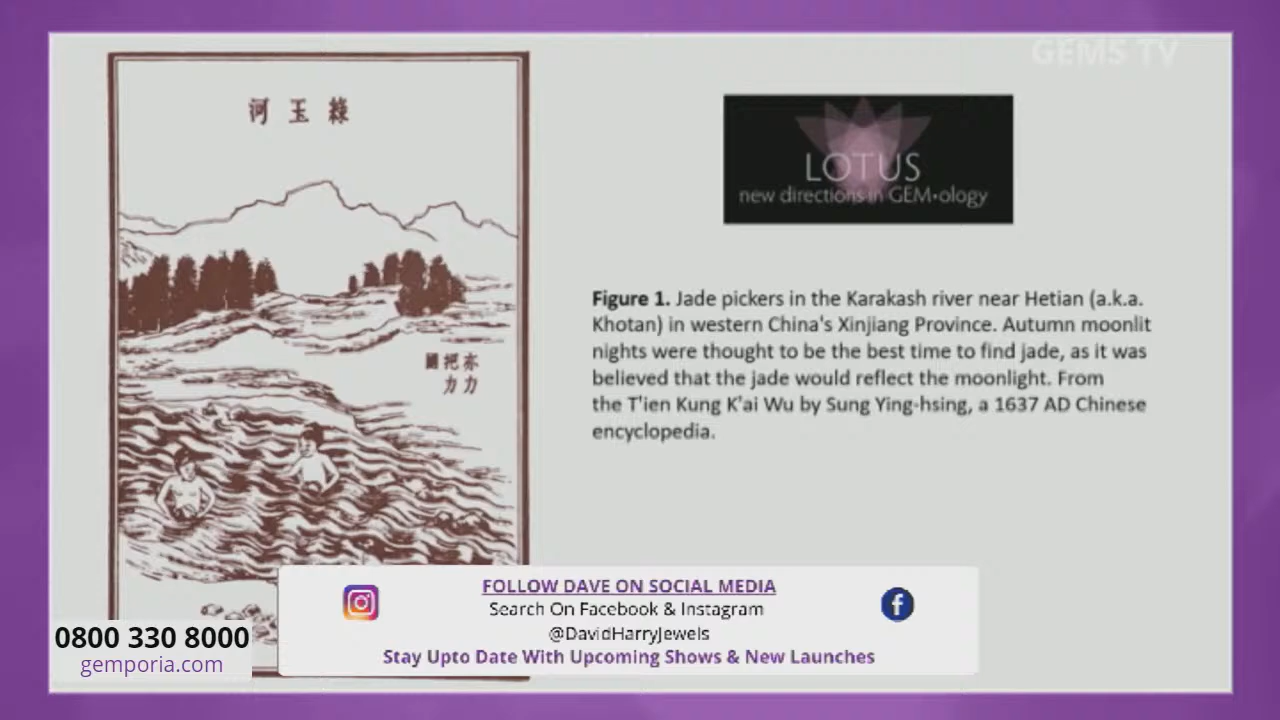 GEMS TV
河玉綠
LOTUS
new directions in GEM•ology
圖把亦
力力
Figure 1. Jade pickers in the Karakash river near Hetian (a.k.a.
Khotan) in western China's Xinjiang Province. Autumn moonlit
nights were thought to be the best time to find jade, as it was
believed that the jade would reflect the moonlight. From
the T'ien Kung K'ai Wu by Sung Ying-hsing, a 1637 AD Chinese
encyclopedia.
FOLLOW DAVE ON SOCIAL MEDIA
Search On Facebook & Instagram
@DavidHarryJewels
Stay Upto Date With Upcoming Shows & New Launches
0800 330 8000
gemporia.com